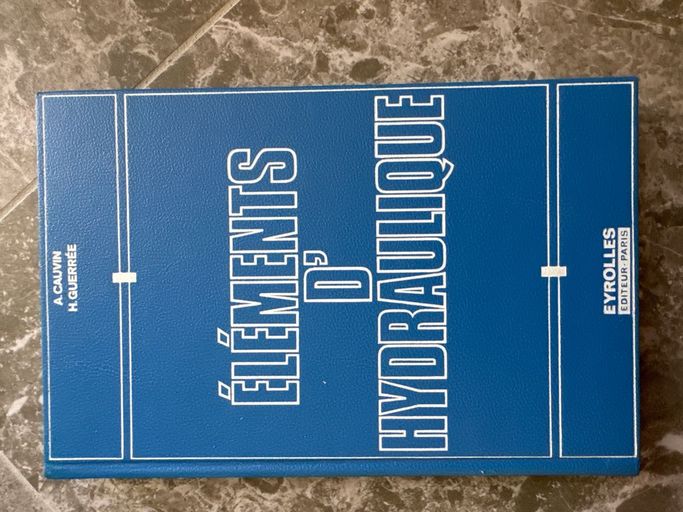 A.CAUVIN
H.GUERRÉE
ÉLÉMENTS
D'
HYDRAULIQUE
EYROLLES
EDITEUR-PARIS